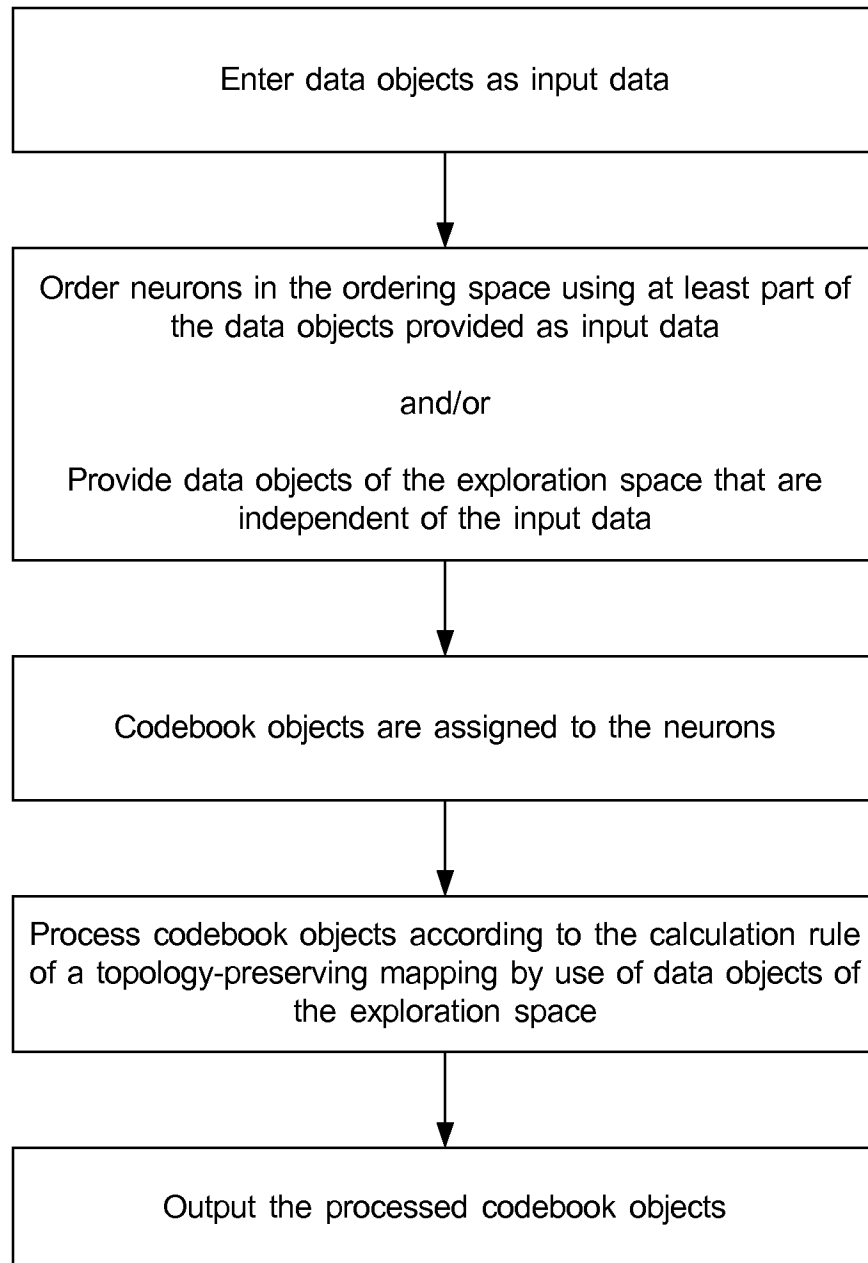 Enter data objects as input data
Order neurons in the ordering space using at least part of
the data objects provided as input data
and/or
Provide data objects of the exploration space that are
independent of the input data
Codebook objects are assigned to the neurons
Process codebook objects according to the calculation rule
of a topology-preserving mapping by use of data objects of
the exploration space
Output the processed codebook objects